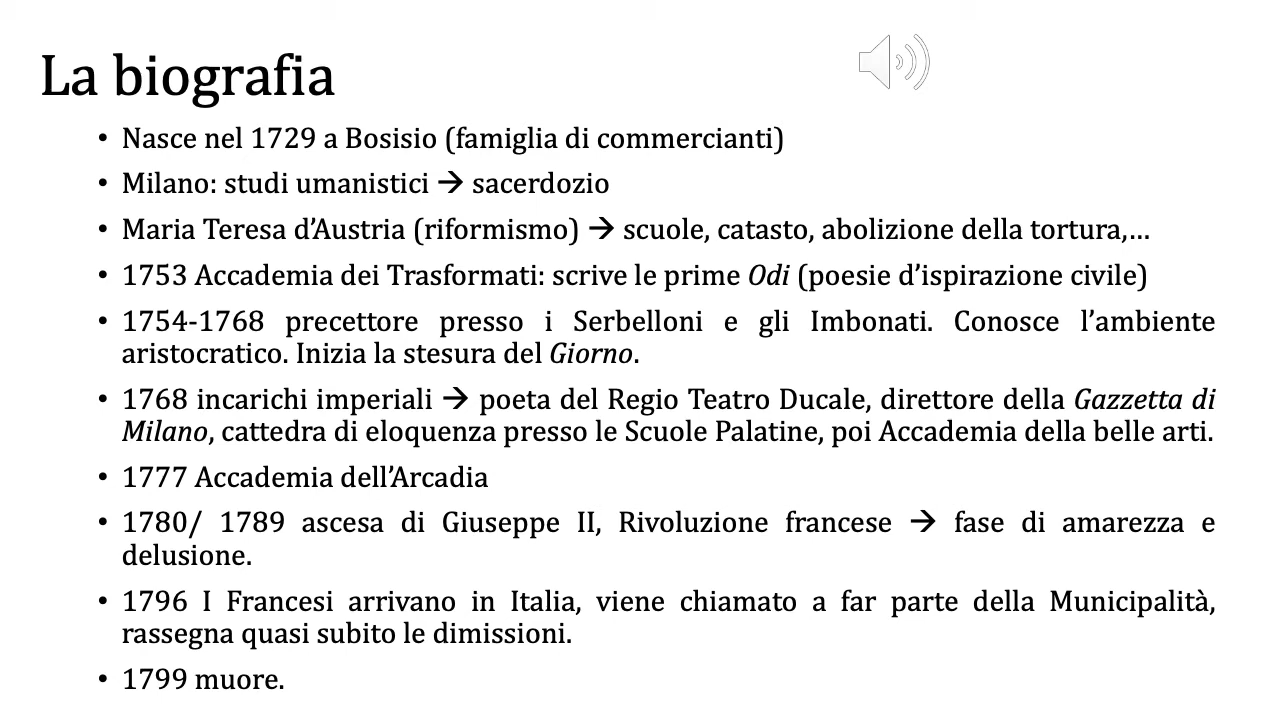 La biografia
• Nasce nel 1729 a Bosisio (famiglia di commercianti)
• Milano: studi umanistici → sacerdozio
• Maria Teresa d’Austria (riformismo) → scuole, catasto, abolizione della tortura,…
• 1753 Accademia dei Trasformati: scrive le prime Odi (poesie d’ispirazione civile)
• 1754-1768 precettore presso i Serbelloni e gli Imbonati. Conosce l’ambiente
aristocratico. Inizia la stesura del Giorno.
• 1768 incarichi imperiali → poeta del Regio Teatro Ducale, direttore della Gazzetta di
Milano, cattedra di eloquenza presso le Scuole Palatine, poi Accademia della belle arti.
• 1777 Accademia dell’Arcadia
• 1780/ 1789 ascesa di Giuseppe II, Rivoluzione francese → fase di amarezza e
delusione.
• 1796 I Francesi arrivano in Italia, viene chiamato a far parte della Municipalità,
rassegna quasi subito le dimissioni.
• 1799 muore.